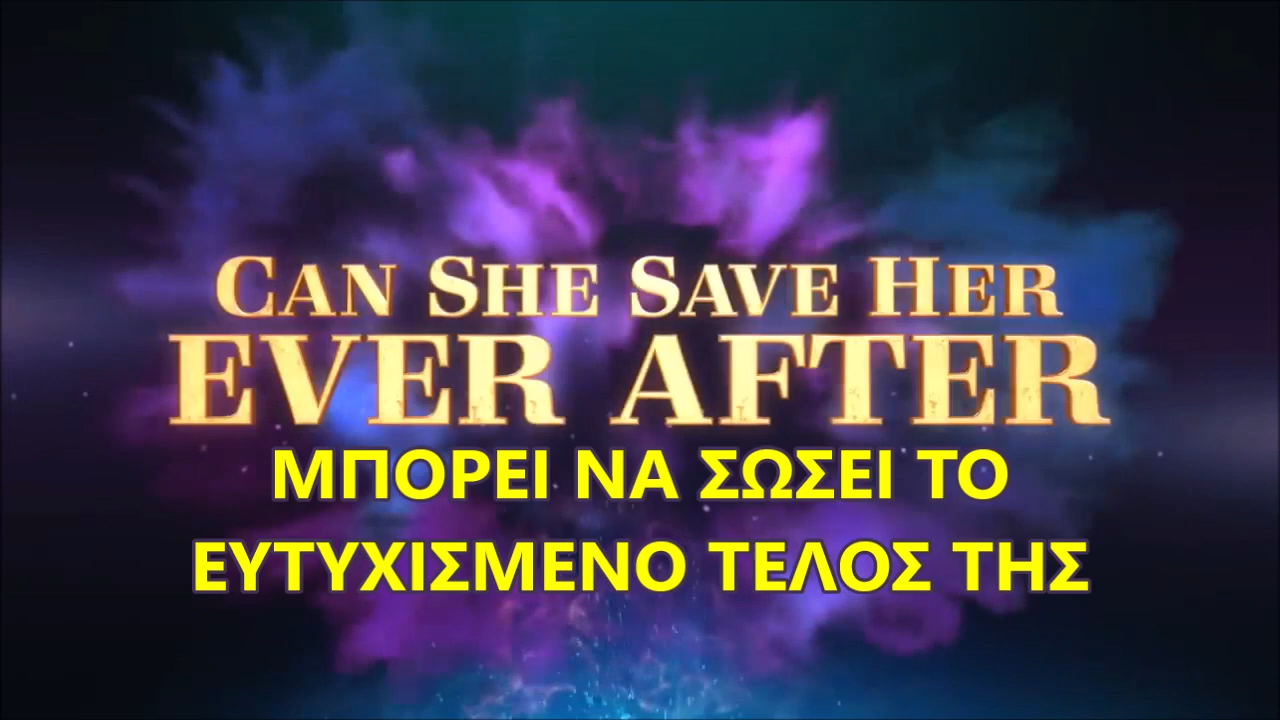 CAN SHE SAVE HER
EVER AFTER
ΜΠΟΡΕΙ ΝΑ ΣΩΣΕΙ ΤΟ
ΕΥΤΥΧΙΣΜΕΝΟ ΤΕΛΟΣ ΤΗΣ